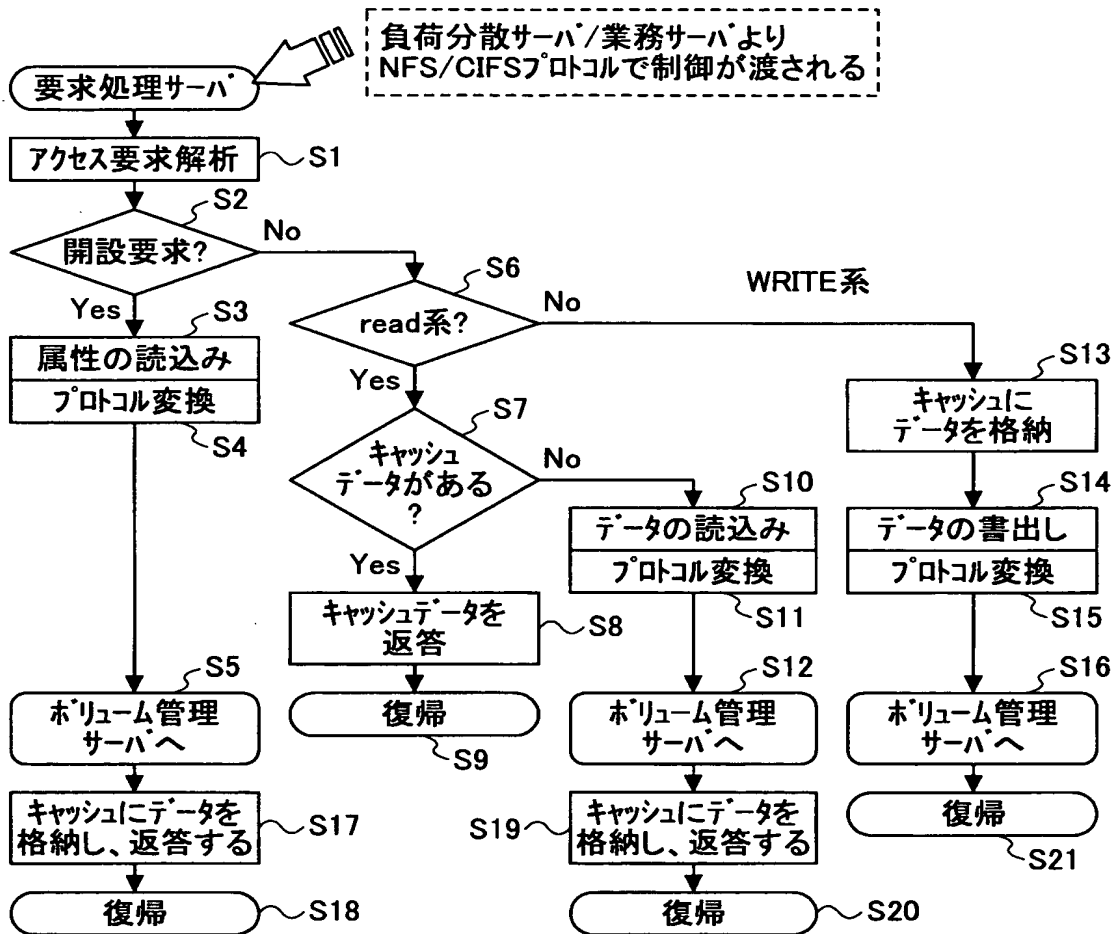 負荷分散サーバ/業務サーバより
NFS/CIFSプロトコルで制御が渡される
要求処理サーバ
アクセス要求解析
S1
S2
開設要求?
No
Yes
S3
属性の読込み
プロトコル変換
S4
S6
read系?
No
WRITE系
Yes
S7
キャッシュ
データがある
?
No
Yes
S13
キャッシュに
データを格納
S10
データの読込み
プロトコル変換
S11
S14
データの書出し
プロトコル変換
S15
キャッシュデータを
返答
S8
復帰
S9
S5
ボリューム管理
サーバへ
S12
ボリューム管理
サーバへ
S16
ボリューム管理
サーバへ
キャッシュにデータを
格納し、返答する
S17
S19
キャッシュにデータを
格納し、返答する
復帰
S21
復帰
S18
復帰
S20